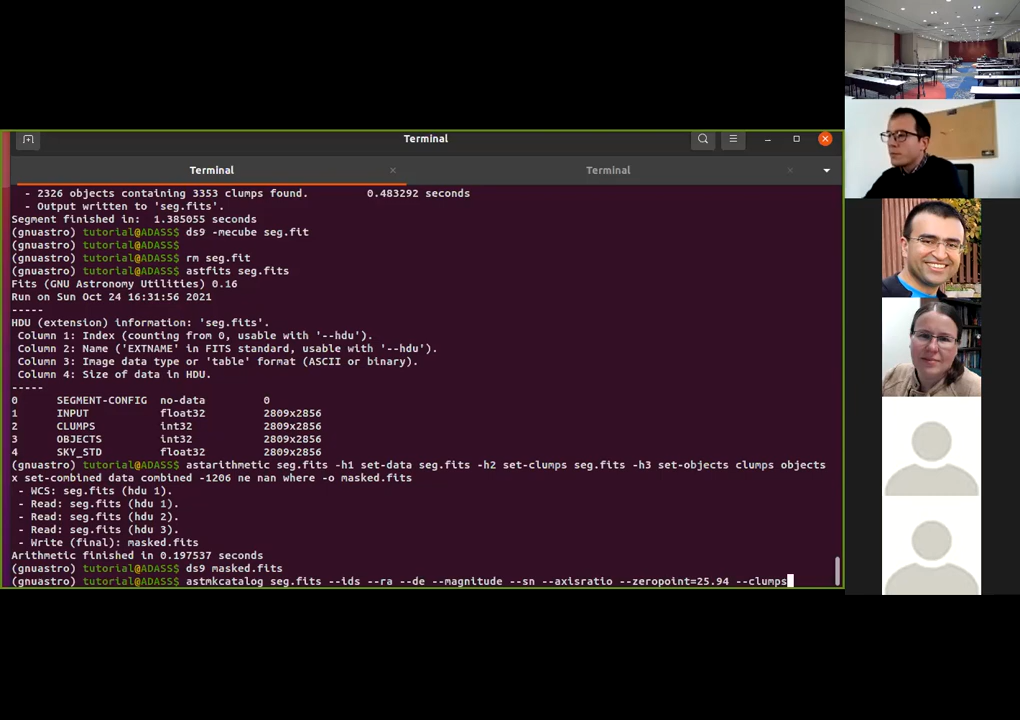 Terminal
Terminal
Terminal
- 2326 objects containing 3353 clumps found. 0.483292 seconds
- Output written to 'seg.fits'.
Segment finished in: 1.385055 seconds
(gnuastro) tutorial@ADASS$ ds9 -mecube seg.fit
(gnuastro) tutorial@ADASS$
(gnuastro) tutorial@ADASS$ rm seg.fit
(gnuastro) tutorial@ADASS$ astfits seg.fits
Fits (GNU Astronomy Utilities) 0.16
Run on Sun Oct 24 16:31:56 2021
-----
HDU (extension) information: 'seg.fits'.
Column 1: Index (counting from 0, usable with '--hdu').
Column 2: Name ('EXTNAME' in FITS standard, usable with '--hdu').
Column 3: Image data type or 'table' format (ASCII or binary).
Column 4: Size of data in HDU.
-----
0 SEGMENT-CONFIG no-data 0
1 INPUT float32 2809x2856
2 CLUMPS int32 2809x2856
3 OBJECTS int32 2809x2856
4 SKY_STD float32 2809x2856
(gnuastro) tutorial@ADASS$ astarithmetic seg.fits -h1 set-data seg.fits -h2 set-clumps seg.fits -h3 set-objects clumps objects
x set-combined data combined -1206 ne nan where -o masked.fits
- WCS: seg.fits (hdu 1).
- Read: seg.fits (hdu 1).
- Read: seg.fits (hdu 2).
- Read: seg.fits (hdu 3).
- Write (final): masked.fits
Arithmetic finished in 0.197537 seconds
(gnuastro) tutorial@ADASS$ ds9 masked.fits
(gnuastro) tutorial@ADASS$ astmkcatalog seg.fits --ids --ra --de --magnitude --sn --axisratio --zeropoint=25.94 --clumps